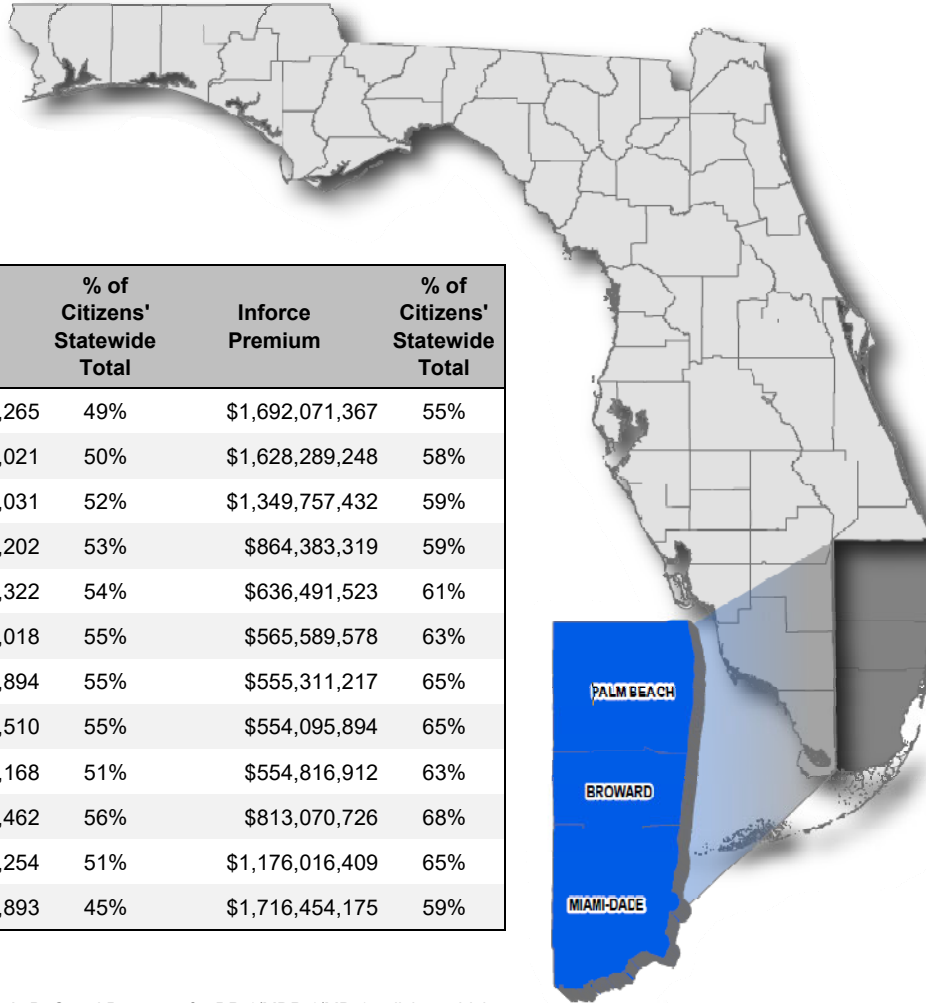 % of Citizens' Statewide Total Inforce Premium % of Citizens' Statewide Total
,265 49% $1,692,071,367 55%
,021 50% $1,628,289,248 58%
,031 52% $1,349,757,432 59%
,202 53% $864,383,319 59%
,322 54% $636,491,523 61%
,018 55% $565,589,578 63%
,894 55% $555,311,217 65%
,510 55% $554,095,894 65%
,168 51% $554,816,912 63%
,462 56% $813,070,726 68%
,254 51% $1,176,016,409 65%
,893 45% $1,716,454,175 59%
PALM BEACH
BROWARD
MIAMI-DADE